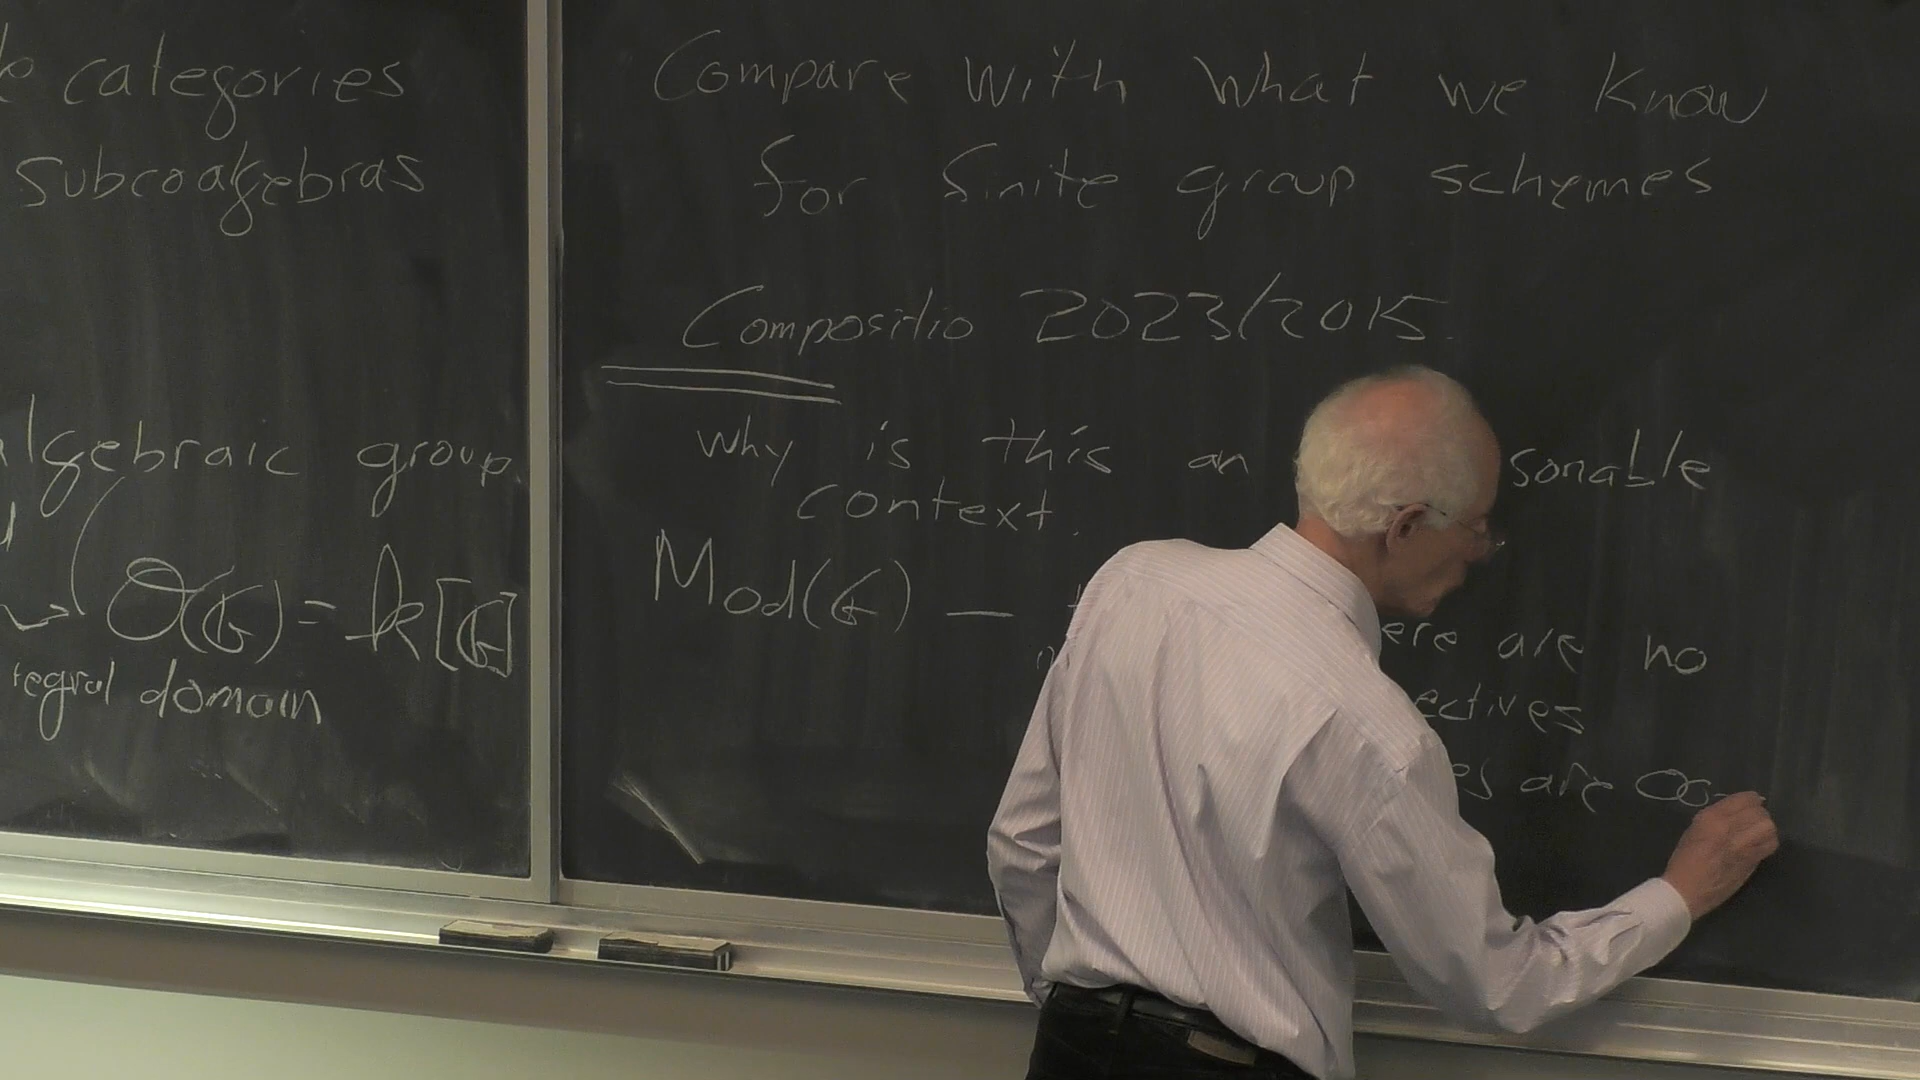 categories
subcoalgebras
algebraic group
O(G) = k[G]
domain
Compare with what we know
for finite group schemes
Compositio 2023/2015.
why is this an sonable
context.
Mod(G) — ere are no
ectives
es are ∞-